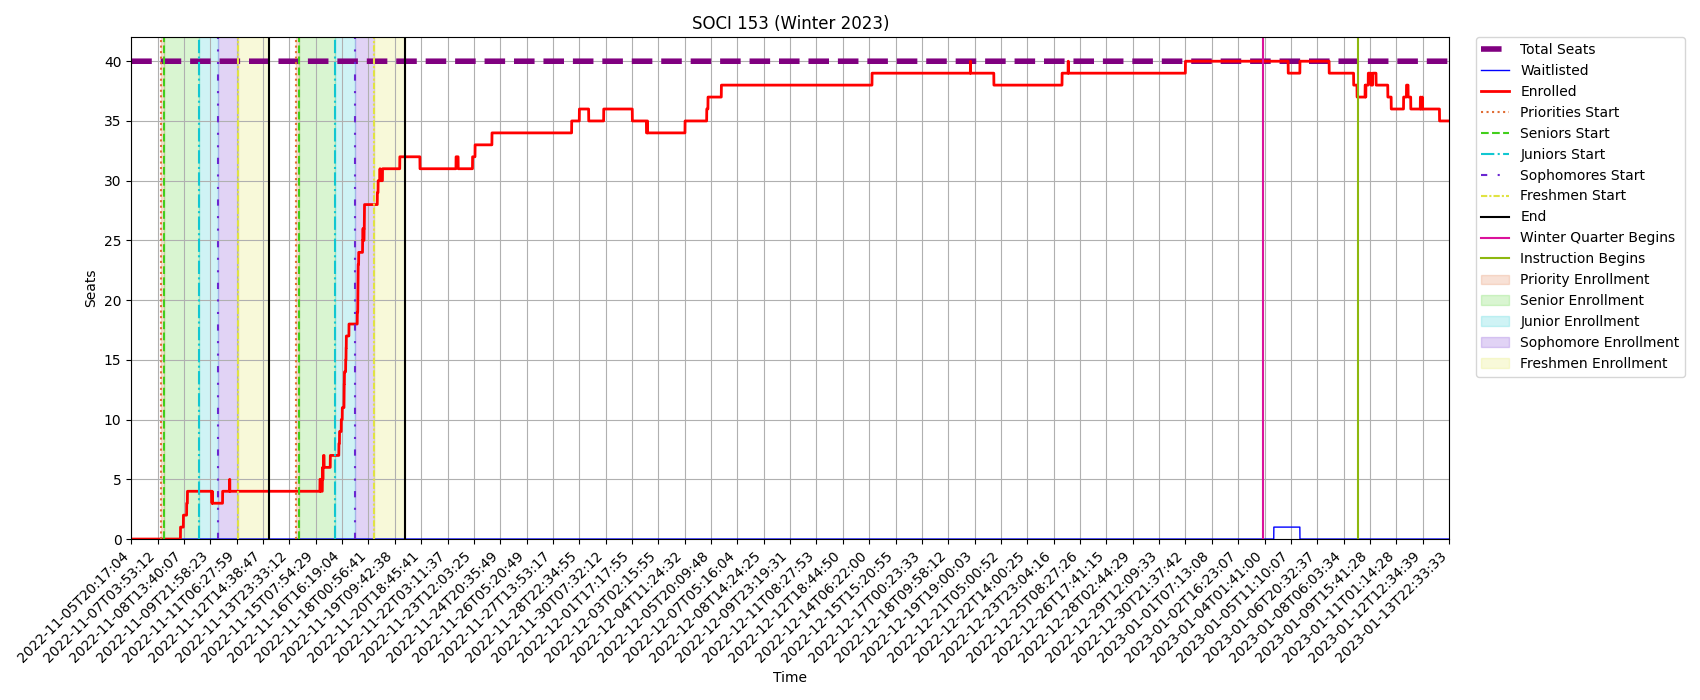 SOCI 153 (Winter 2023)
Seats
40
35
30
25
20
15
10
5
0
2022-11-05T20:17:04
2022-11-07T03:53:12
2022-11-08T13:40:07
2022-11-09T21:58:23
2022-11-11T06:27:59
2022-11-12T14:38:47
2022-11-13T23:33:12
2022-11-15T07:54:29
2022-11-16T16:19:04
2022-11-18T00:56:41
2022-11-19T09:42:38
2022-11-20T18:45:41
2022-11-22T03:11:37
2022-11-23T12:03:25
2022-11-24T20:35:49
2022-11-26T05:20:49
2022-11-27T13:53:17
2022-11-28T22:34:55
2022-11-30T07:32:12
2022-12-01T17:17:55
2022-12-03T02:15:55
2022-12-04T11:24:32
2022-12-05T20:09:48
2022-12-07T05:16:04
2022-12-08T14:24:25
2022-12-09T23:19:31
2022-12-11T08:27:53
2022-12-12T18:44:50
2022-12-14T06:22:00
2022-12-15T15:20:55
2022-12-17T00:23:33
2022-12-18T09:58:12
2022-12-19T19:00:03
2022-12-21T05:00:52
2022-12-22T14:00:25
2022-12-23T23:04:16
2022-12-25T08:27:26
2022-12-26T17:41:15
2022-12-28T02:44:29
2022-12-29T12:09:33
2022-12-30T21:37:42
2023-01-01T07:13:08
2023-01-02T16:23:07
2023-01-04T01:41:00
2023-01-05T11:10:07
2023-01-06T20:32:37
2023-01-08T06:03:34
2023-01-09T15:41:28
2023-01-11T01:14:28
2023-01-12T12:34:39
2023-01-13T22:33:33
Time
Total Seats
Waitlisted
Enrolled
Priorities Start
Seniors Start
Juniors Start
Sophomores Start
Freshmen Start
End
Winter Quarter Begins
Instruction Begins
Priority Enrollment
Senior Enrollment
Junior Enrollment
Sophomore Enrollment
Freshmen Enrollment